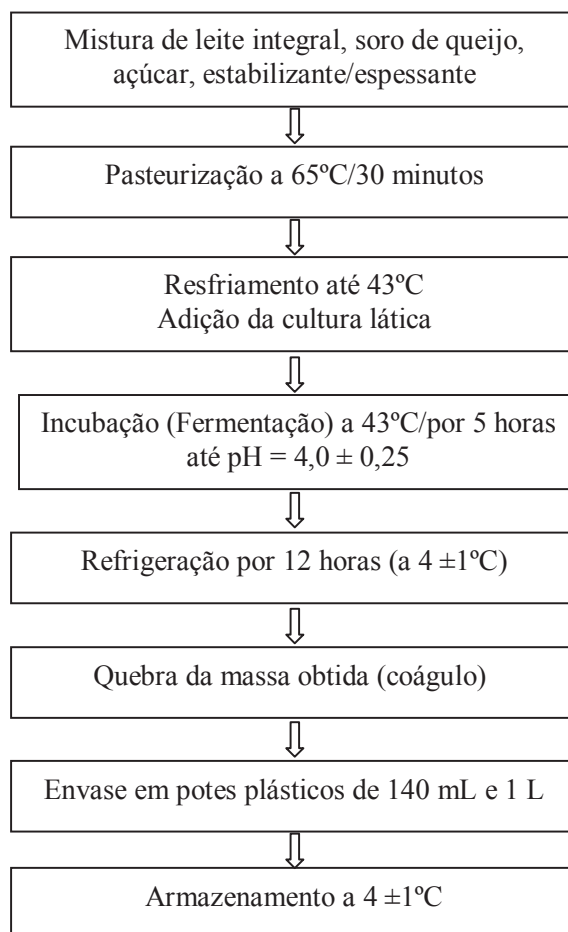 Mistura de leite integral, soro de queijo,
açúcar, estabilizante/espessante
Pasteurização a 65ºC/30 minutos
Resfriamento até 43ºC
Adição da cultura lática
Incubação (Fermentação) a 43ºC/por 5 horas
até pH = 4,0 ± 0,25
Refrigeração por 12 horas (a 4 ±1ºC)
Quebra da massa obtida (coágulo)
Envase em potes plásticos de 140 mL e 1 L
Armazenamento a 4 ±1ºC